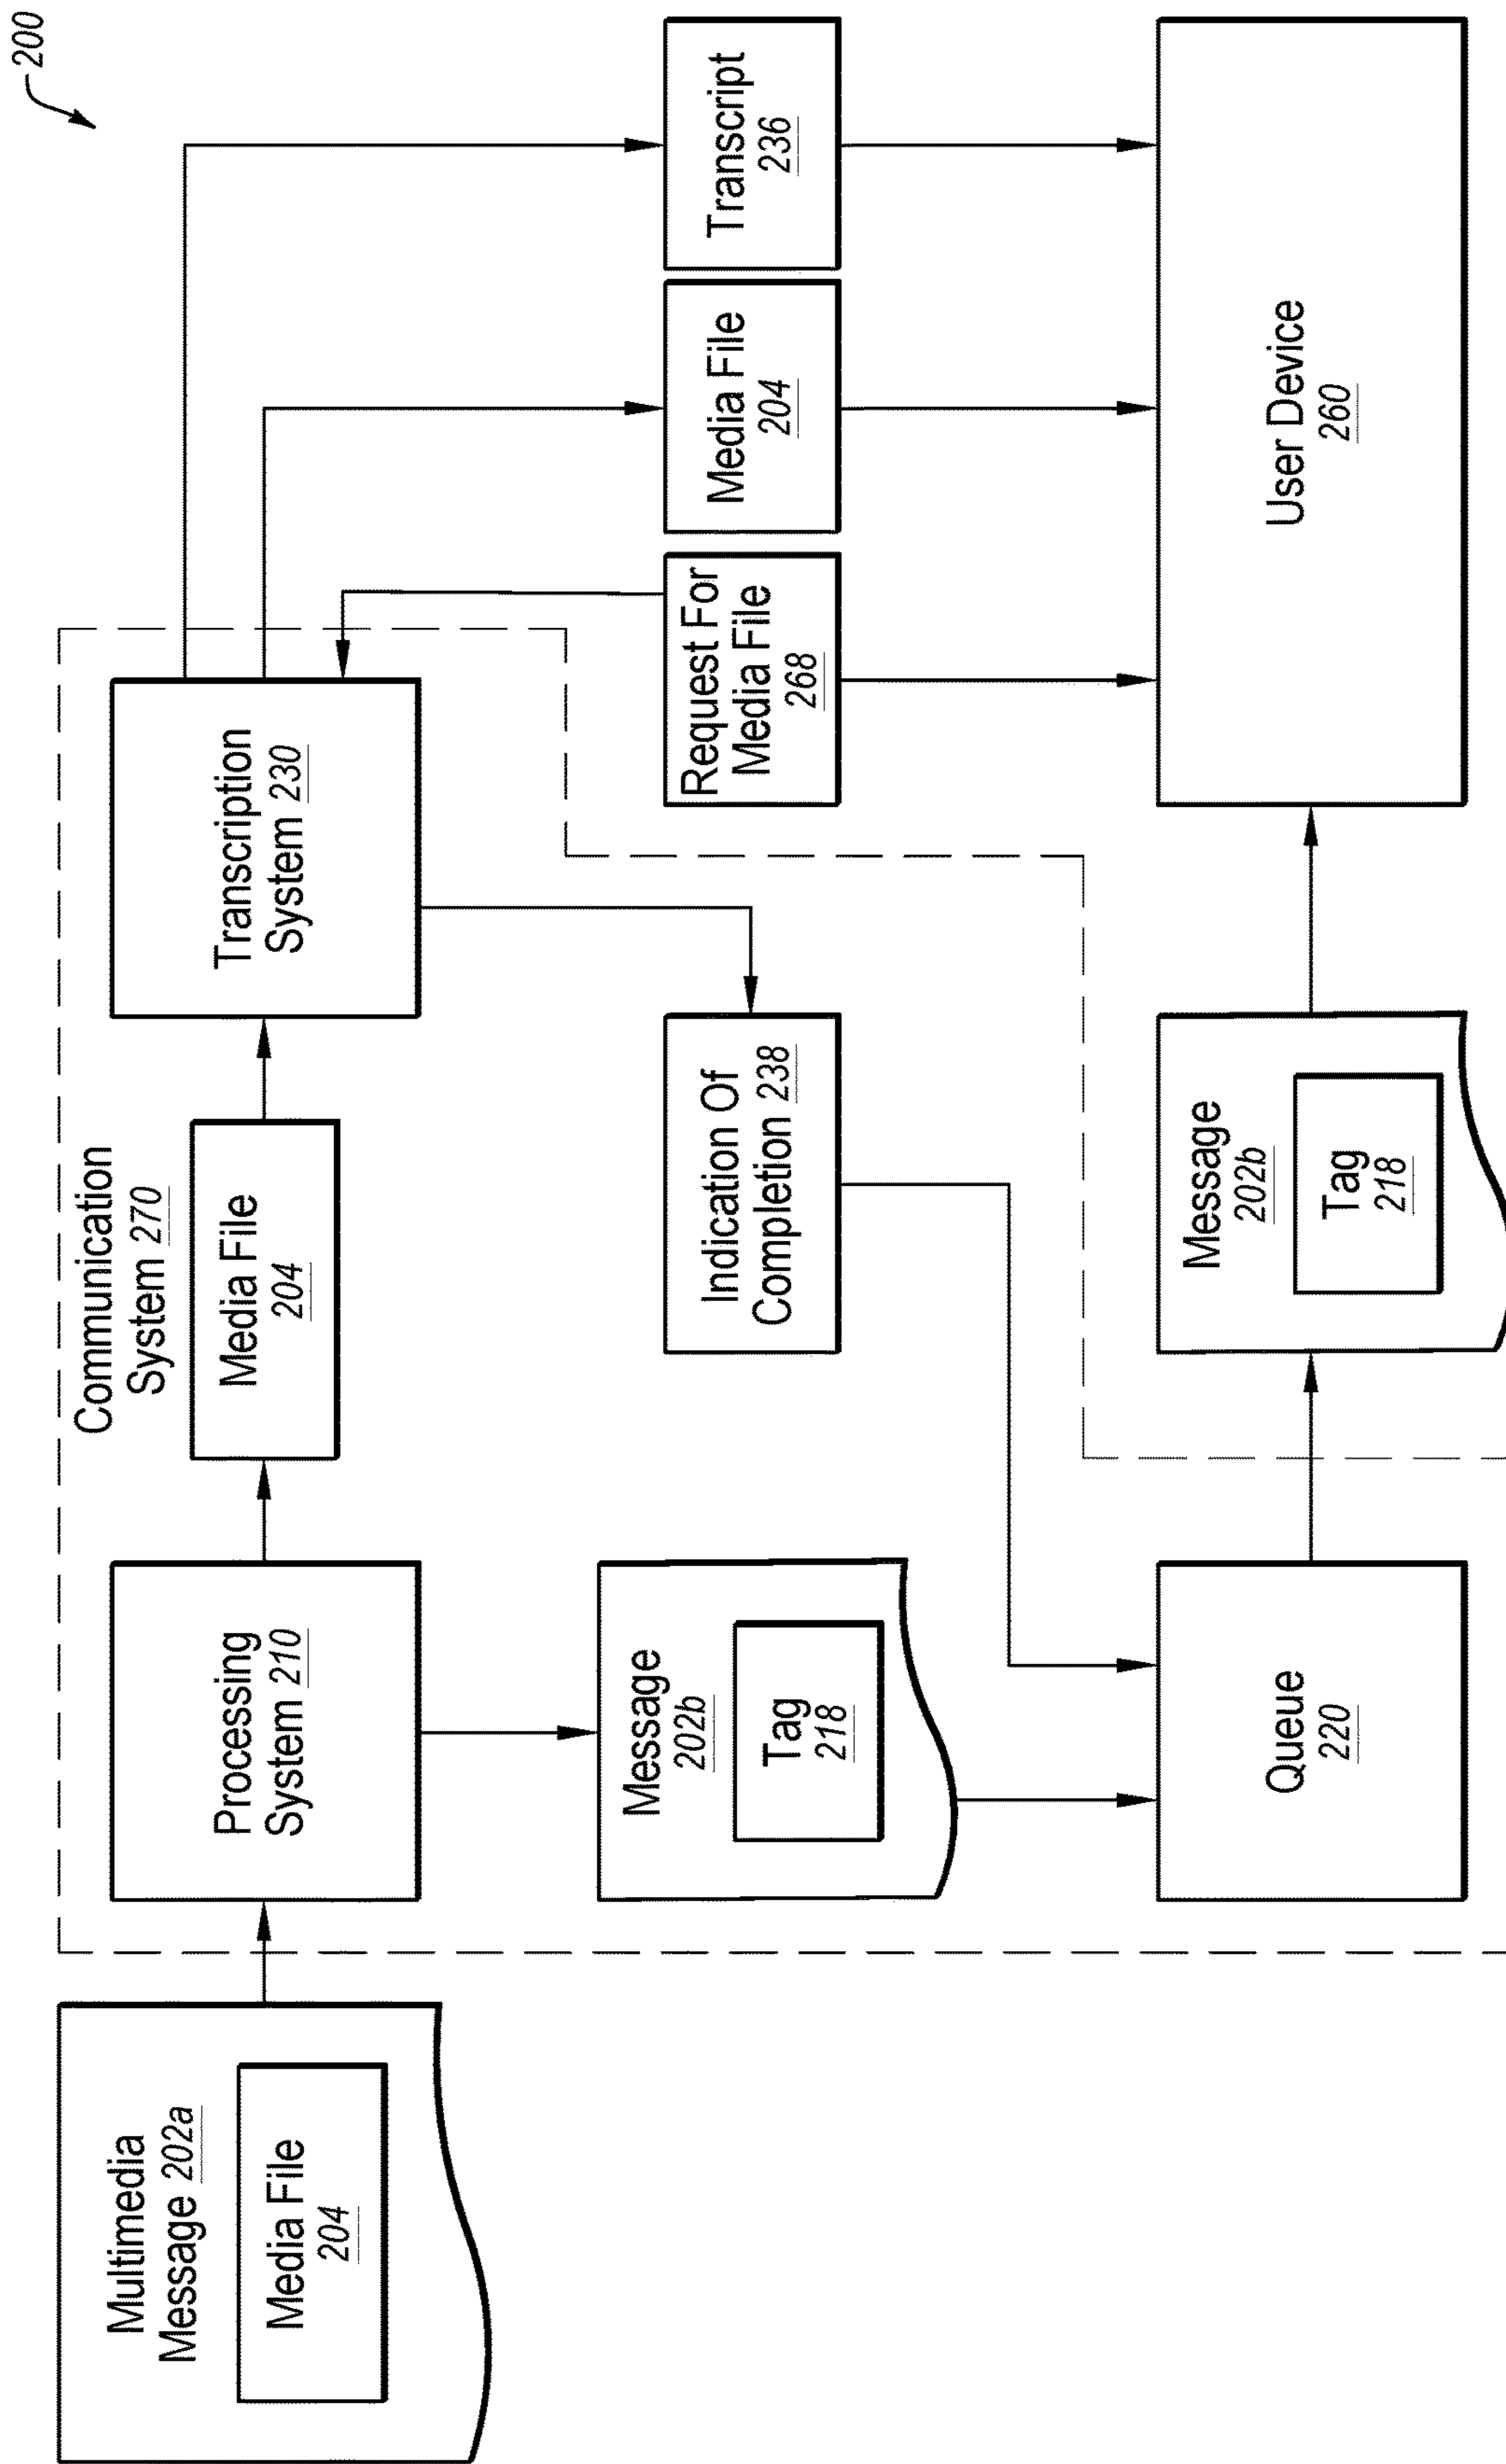 200
Multimedia
Message 202a
Media File
204
Communication
System 270
Processing
System 210
Media File
204
Transcription
System 230
Message
202b
Tag
218
Indication Of
Completion 238
Request For
Media File
268
Media File
204
Transcript
236
Queue
220
Message
202b
Tag
218
User Device
260